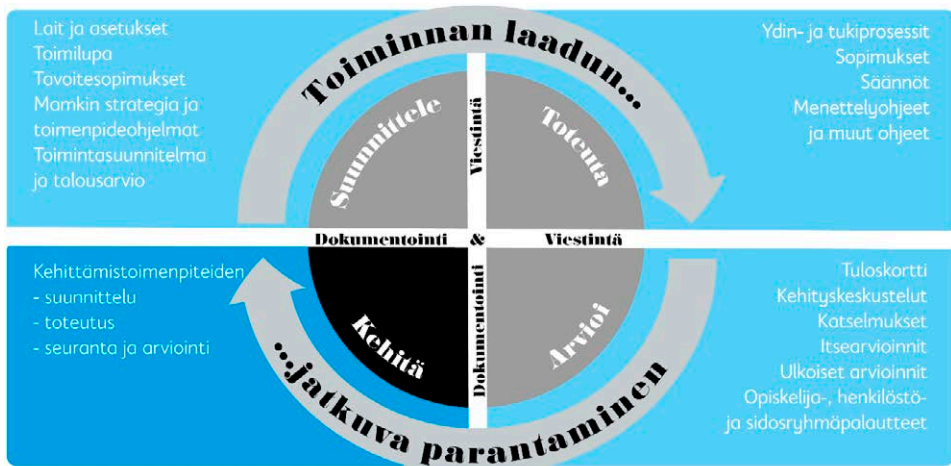 Lait ja asetukset
Toimilupa
Tavoitesopimukset
Mamkin strategia ja
toimenpideohjelmat
Toimintasuunnitelma
ja talousarvio
Toiminnan laadun...
Ydin- ja tukiprosessit
Sopimukset
Säännöt
Menettelyohjeet
ja muut ohjeet
Suunnittele
Viestintä
Toteuta
Dokumentointi & Viestintä
Kehittämistoimenpiteiden
- suunnittelu
- toteutus
- seuranta ja arviointi
Kehitä
Dokumentointi
Arvioi
...jatkuva parantaminen
Tuloskortti
Kehityskeskustelut
Katselmukset
Itsearvioinnit
Ulkoiset arvioinnit
Opiskelija-, henkilöstö-
ja sidosryhmäpalautteet